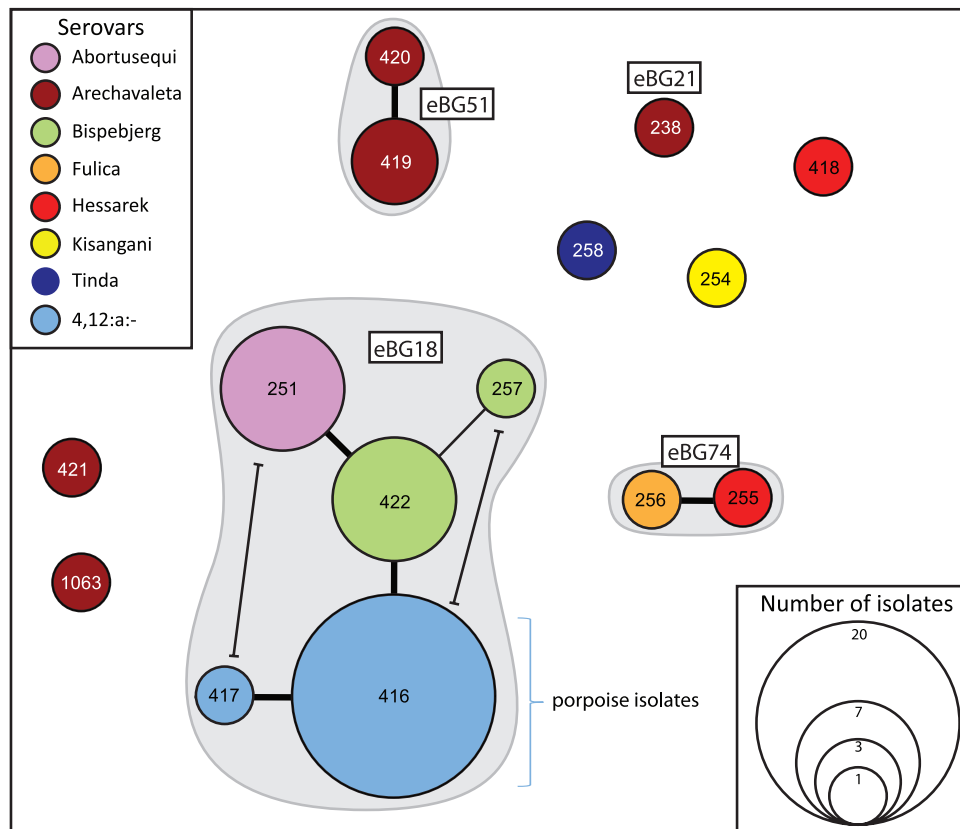 Serovars
Abortusequi
Arechavaleta
Bispebjerg
Fulica
Hessarek
Kisangani
Tinda
4,12:a:-
420
eBG51
419
eBG21
238
418
258
254
eBG18
251
257
422
421
1063
eBG74
256
255
417
416
porpoise isolates
Number of isolates
20
7
3
1